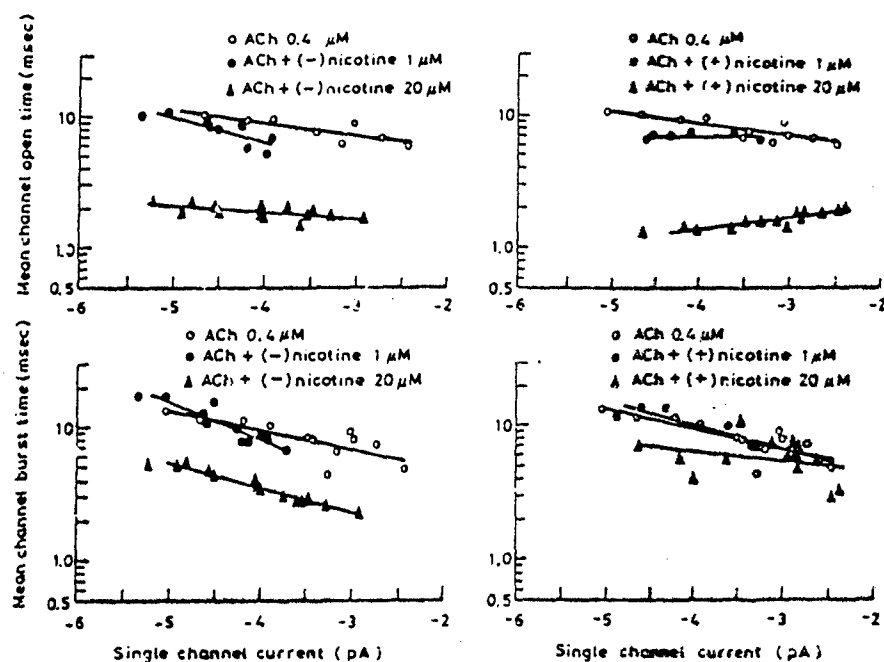 Mean channel open time (msec)
ACh 0.4 μM
ACh + (−) nicotine 1 μM
ACh + (−) nicotine 20 μM
10
1.0
0.5
-6 -5 -4 -3 -2
ACh 0.4 μM
ACh + (+) nicotine 1 μM
ACh + (+) nicotine 20 μM
10
1.0
0.5
-6 -5 -4 -3 -2
Mean channel burst time (msec)
ACh 0.4 μM
ACh + (−) nicotine 1 μM
ACh + (−) nicotine 20 μM
10
1.0
0.5
-6 -5 -4 -3 -2
Single channel current (pA)
ACh 0.4 μM
ACh + (+) nicotine 1 μM
ACh + (+) nicotine 20 μM
10
1.0
0.5
-6 -5 -4 -3 -2
Single channel current (pA)